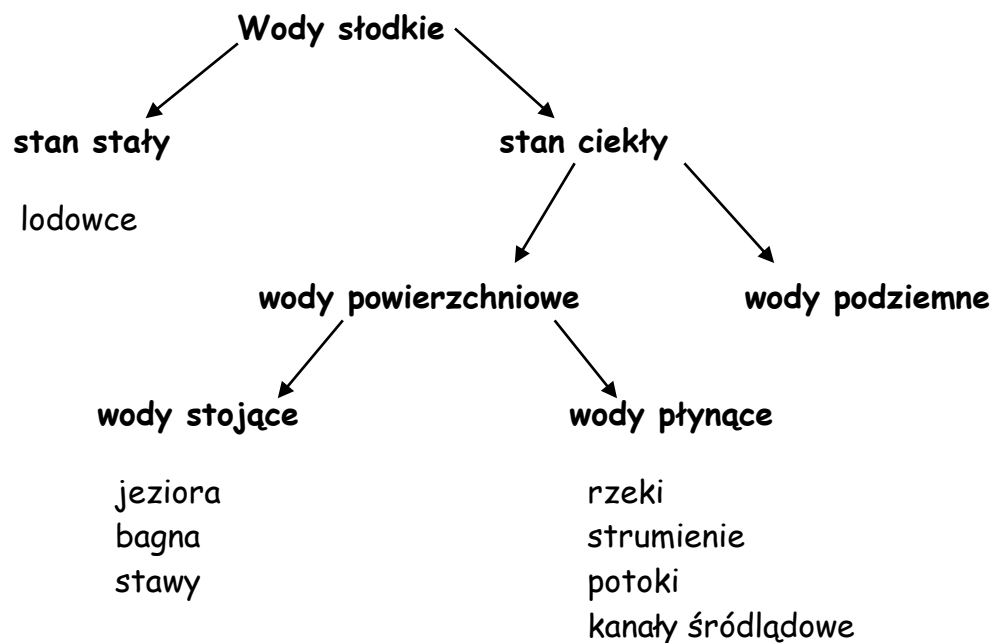 Wody słodkie
stan stały
stan ciekły
lodowce
wody powierzchniowe
wody podziemne
wody stojące
wody płynące
jeziora
bagna
stawy
rzeki
strumienie
potoki
kanały śródlądowe